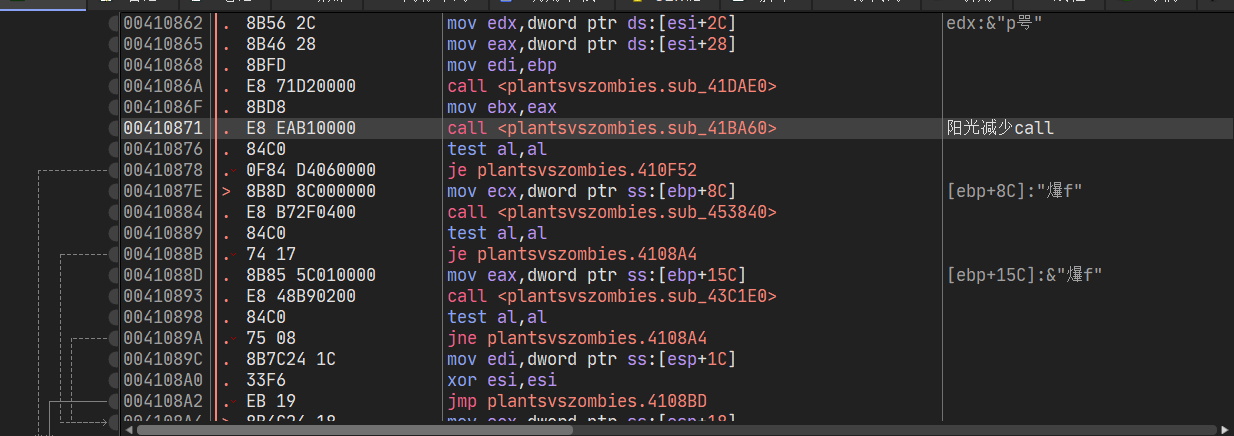 00410862 . 8B56 2C mov edx,dword ptr ds:[esi+2C] edx:&"p咢"
00410865 . 8B46 28 mov eax,dword ptr ds:[esi+28]
00410868 . 8BFD mov edi,ebp
0041086A . E8 71D20000 call <plantsvszombies.sub_41DAE0>
0041086F . 8BD8 mov ebx,eax
00410871 . E8 EAB10000 call <plantsvszombies.sub_41BA60> 阳光减少call
00410876 . 84C0 test al,al
00410878 . 0F84 D4060000 je plantsvszombies.410F52
0041087E > 8B8D 8C000000 mov ecx,dword ptr ss:[ebp+8C] [ebp+8C]:"爆f"
00410884 . E8 B72F0400 call <plantsvszombies.sub_453840>
00410889 . 84C0 test al,al
0041088B . 74 17 je plantsvszombies.4108A4
0041088D . 8B85 5C010000 mov eax,dword ptr ss:[ebp+15C] [ebp+15C]:&"爆f"
00410893 . E8 48B90200 call <plantsvszombies.sub_43C1E0>
00410898 . 84C0 test al,al
0041089A . 75 08 jne plantsvszombies.4108A4
0041089C . 8B7C24 1C mov edi,dword ptr ss:[esp+1C]
004108A0 . 33F6 xor esi,esi
004108A2 . EB 19 jmp plantsvszombies.4108BD